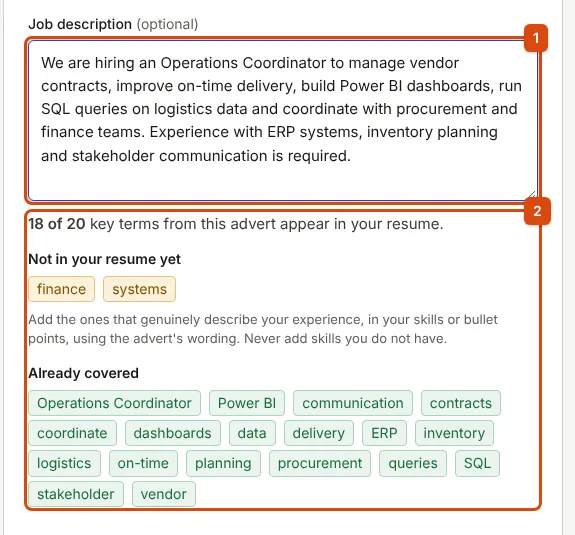 Job description (optional)
1
We are hiring an Operations Coordinator to manage vendor
contracts, improve on-time delivery, build Power BI dashboards, run
SQL queries on logistics data and coordinate with procurement and
finance teams. Experience with ERP systems, inventory planning
and stakeholder communication is required.
2
18 of 20 key terms from this advert appear in your resume.
Not in your resume yet
finance systems
Add the ones that genuinely describe your experience, in your skills or bullet
points, using the advert's wording. Never add skills you do not have.
Already covered
Operations Coordinator Power BI communication contracts
coordinate dashboards data delivery ERP inventory
logistics on-time planning procurement queries SQL
stakeholder vendor